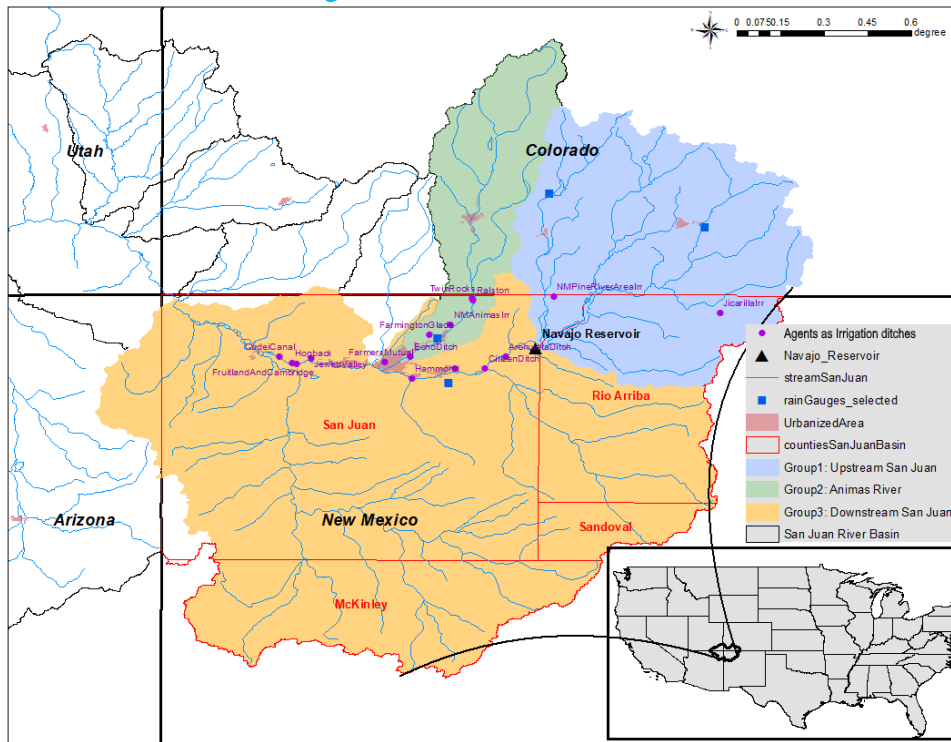 0 0.075 0.15 0.3 0.45 0.6
degree
Utah
Colorado
TwinRocks
Ralston
NMPineRiverAreaIrr
JicarillaIrr
NMAnimasIrr
FarmingtonGlade
Navajo Reservoir
EchoDitch
CudeiCanal
Hogback
FarmersMutual
ArchuletaDitch
JewettValley
CitizenDitch
FruitlandAndCambridge
Hammond
Rio Arriba
San Juan
Arizona
New Mexico
Sandoval
McKinley
Agents as Irrigation ditches
Navajo_Reservoir
streamSanJuan
rainGauges_selected
UrbanizedArea
countiesSanJuanBasin
Group1: Upstream San Juan
Group2: Animas River
Group3: Downstream San Juan
San Juan River Basin